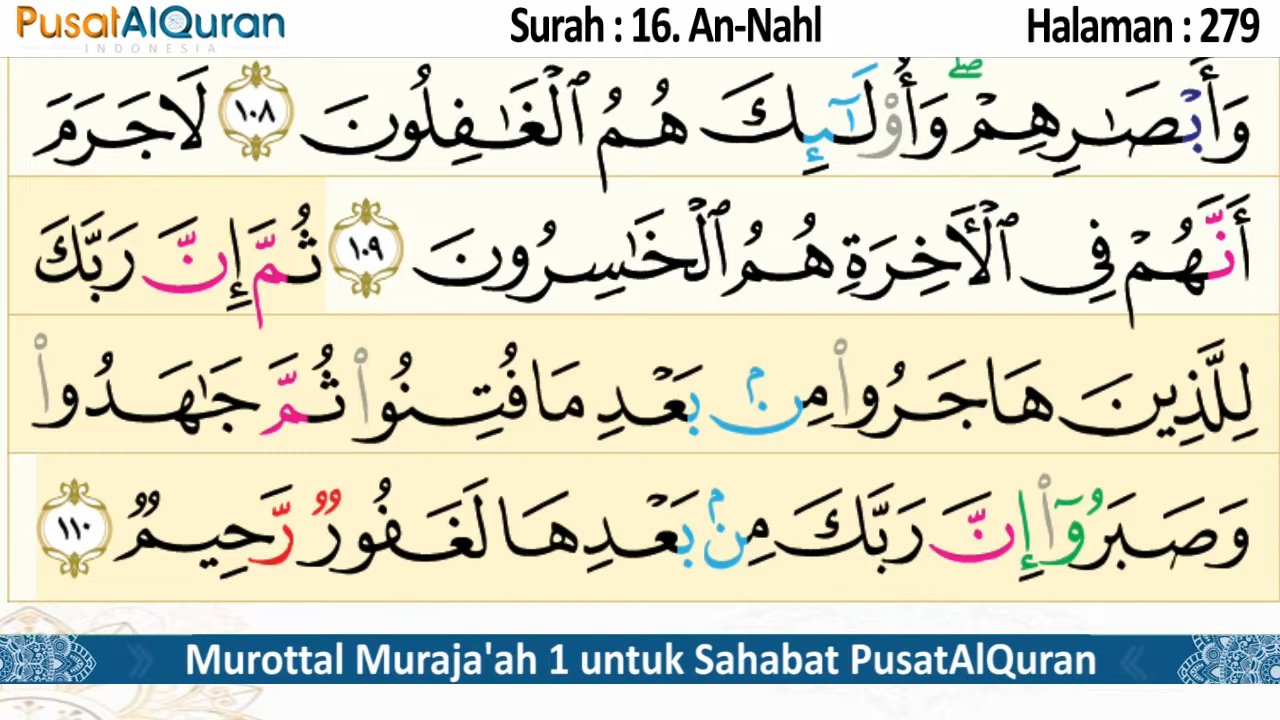 PusatAlQuran
INDONESIA
Surah : 16. An-Nahl
Halaman : 279
وَأَبۡصَٰرِهِمۡۖ وَأُوْلَٰٓئِكَ هُمُ ٱلۡغَٰفِلُونَ ١٠٨ لَا جَرَمَ
أَنَّهُمۡ فِي ٱلۡأَخِرَةِ هُمُ ٱلۡخَٰسِرُونَ ١٠٩ ثُمَّ إِنَّ رَبَّكَ
لِلَّذِينَ هَاجَرُواْ مِنۢ بَعۡدِ مَا فُتِنُواْ ثُمَّ جَٰهَدُواْ
وَصَبَرُوٓاْ إِنَّ رَبَّكَ مِنۢ بَعۡدِهَا لَغَفُورٞ رَّحِيمٞ ١١٠
Murottal Muraja'ah 1 untuk Sahabat PusatAlQuran